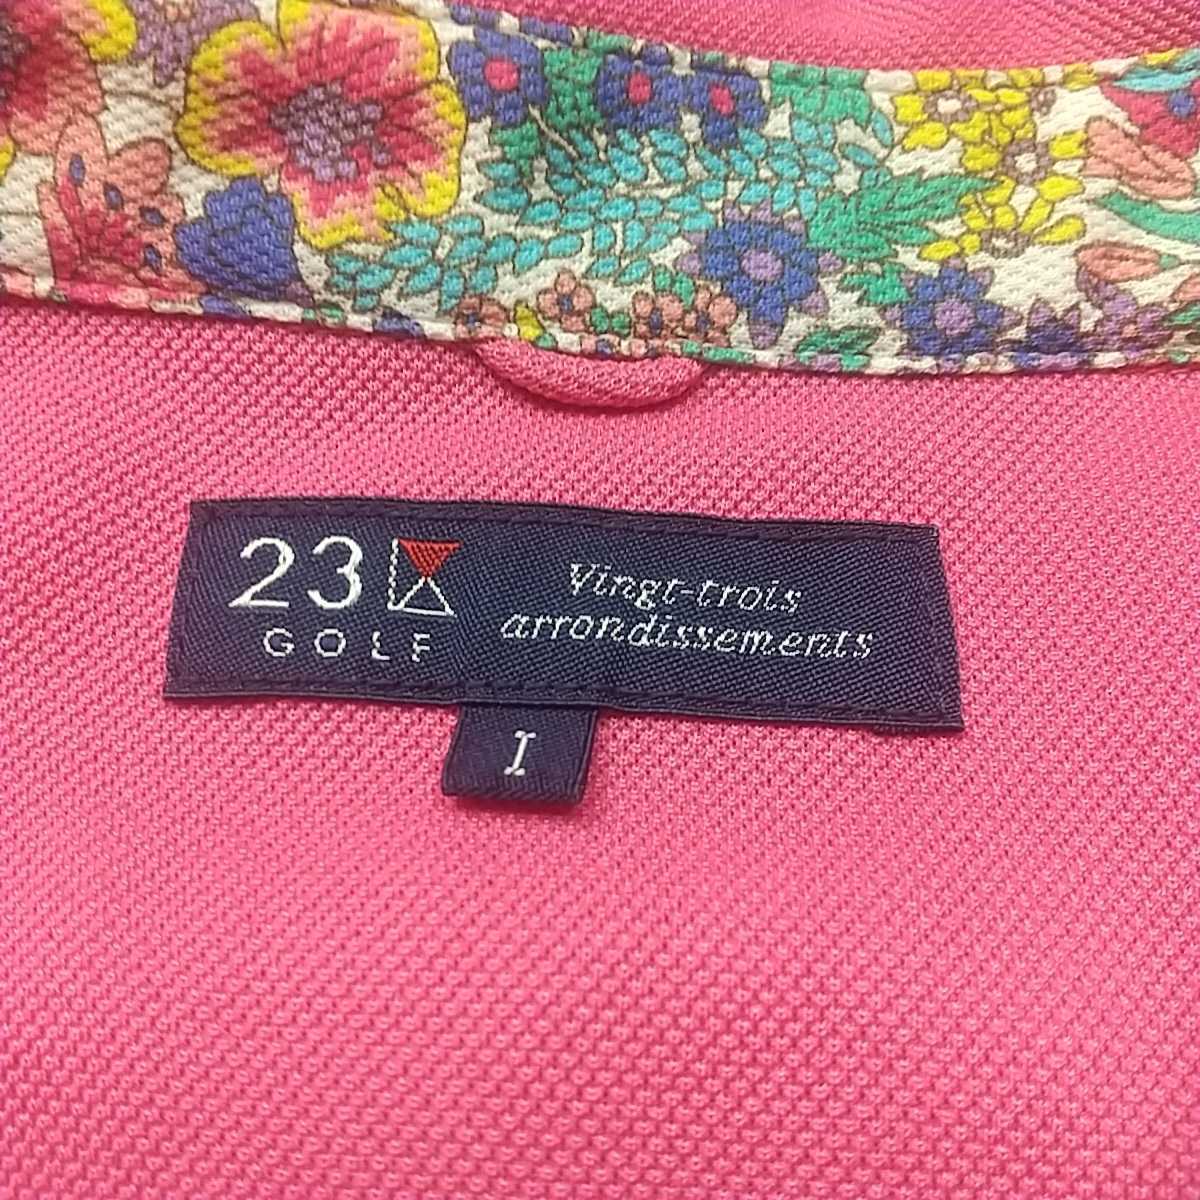 23
GOLF
Vingt-trois
arrondissements
I